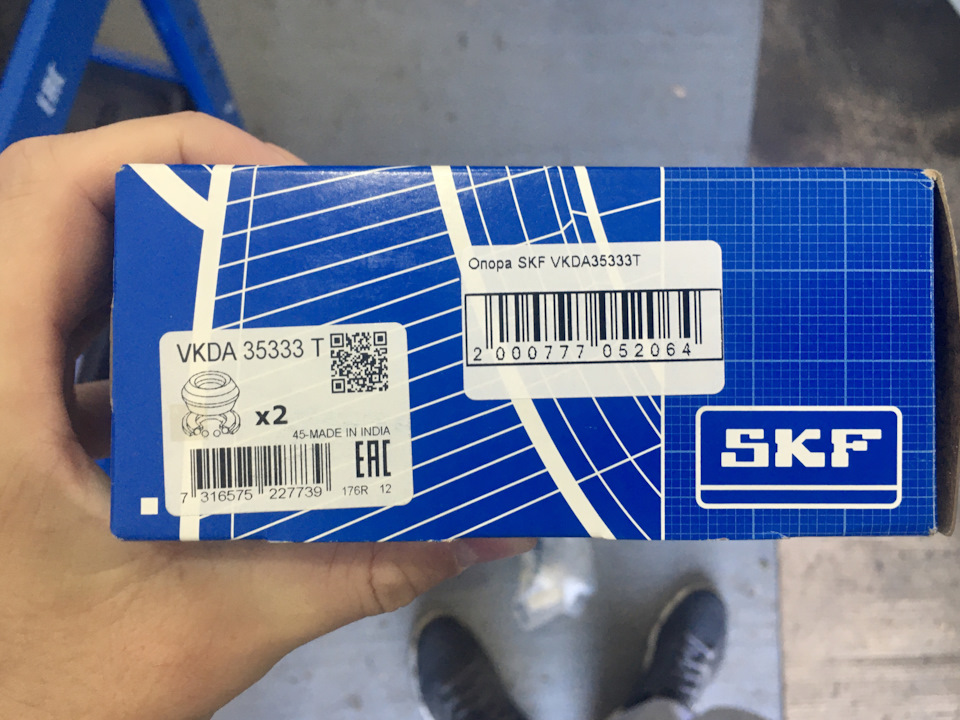 VKDA 35333 T
x2
45-MADE IN INDIA
EAC
7 316575 227739
176R 12
Опора SKF VKDA35333T
2 000777 052064
SKF